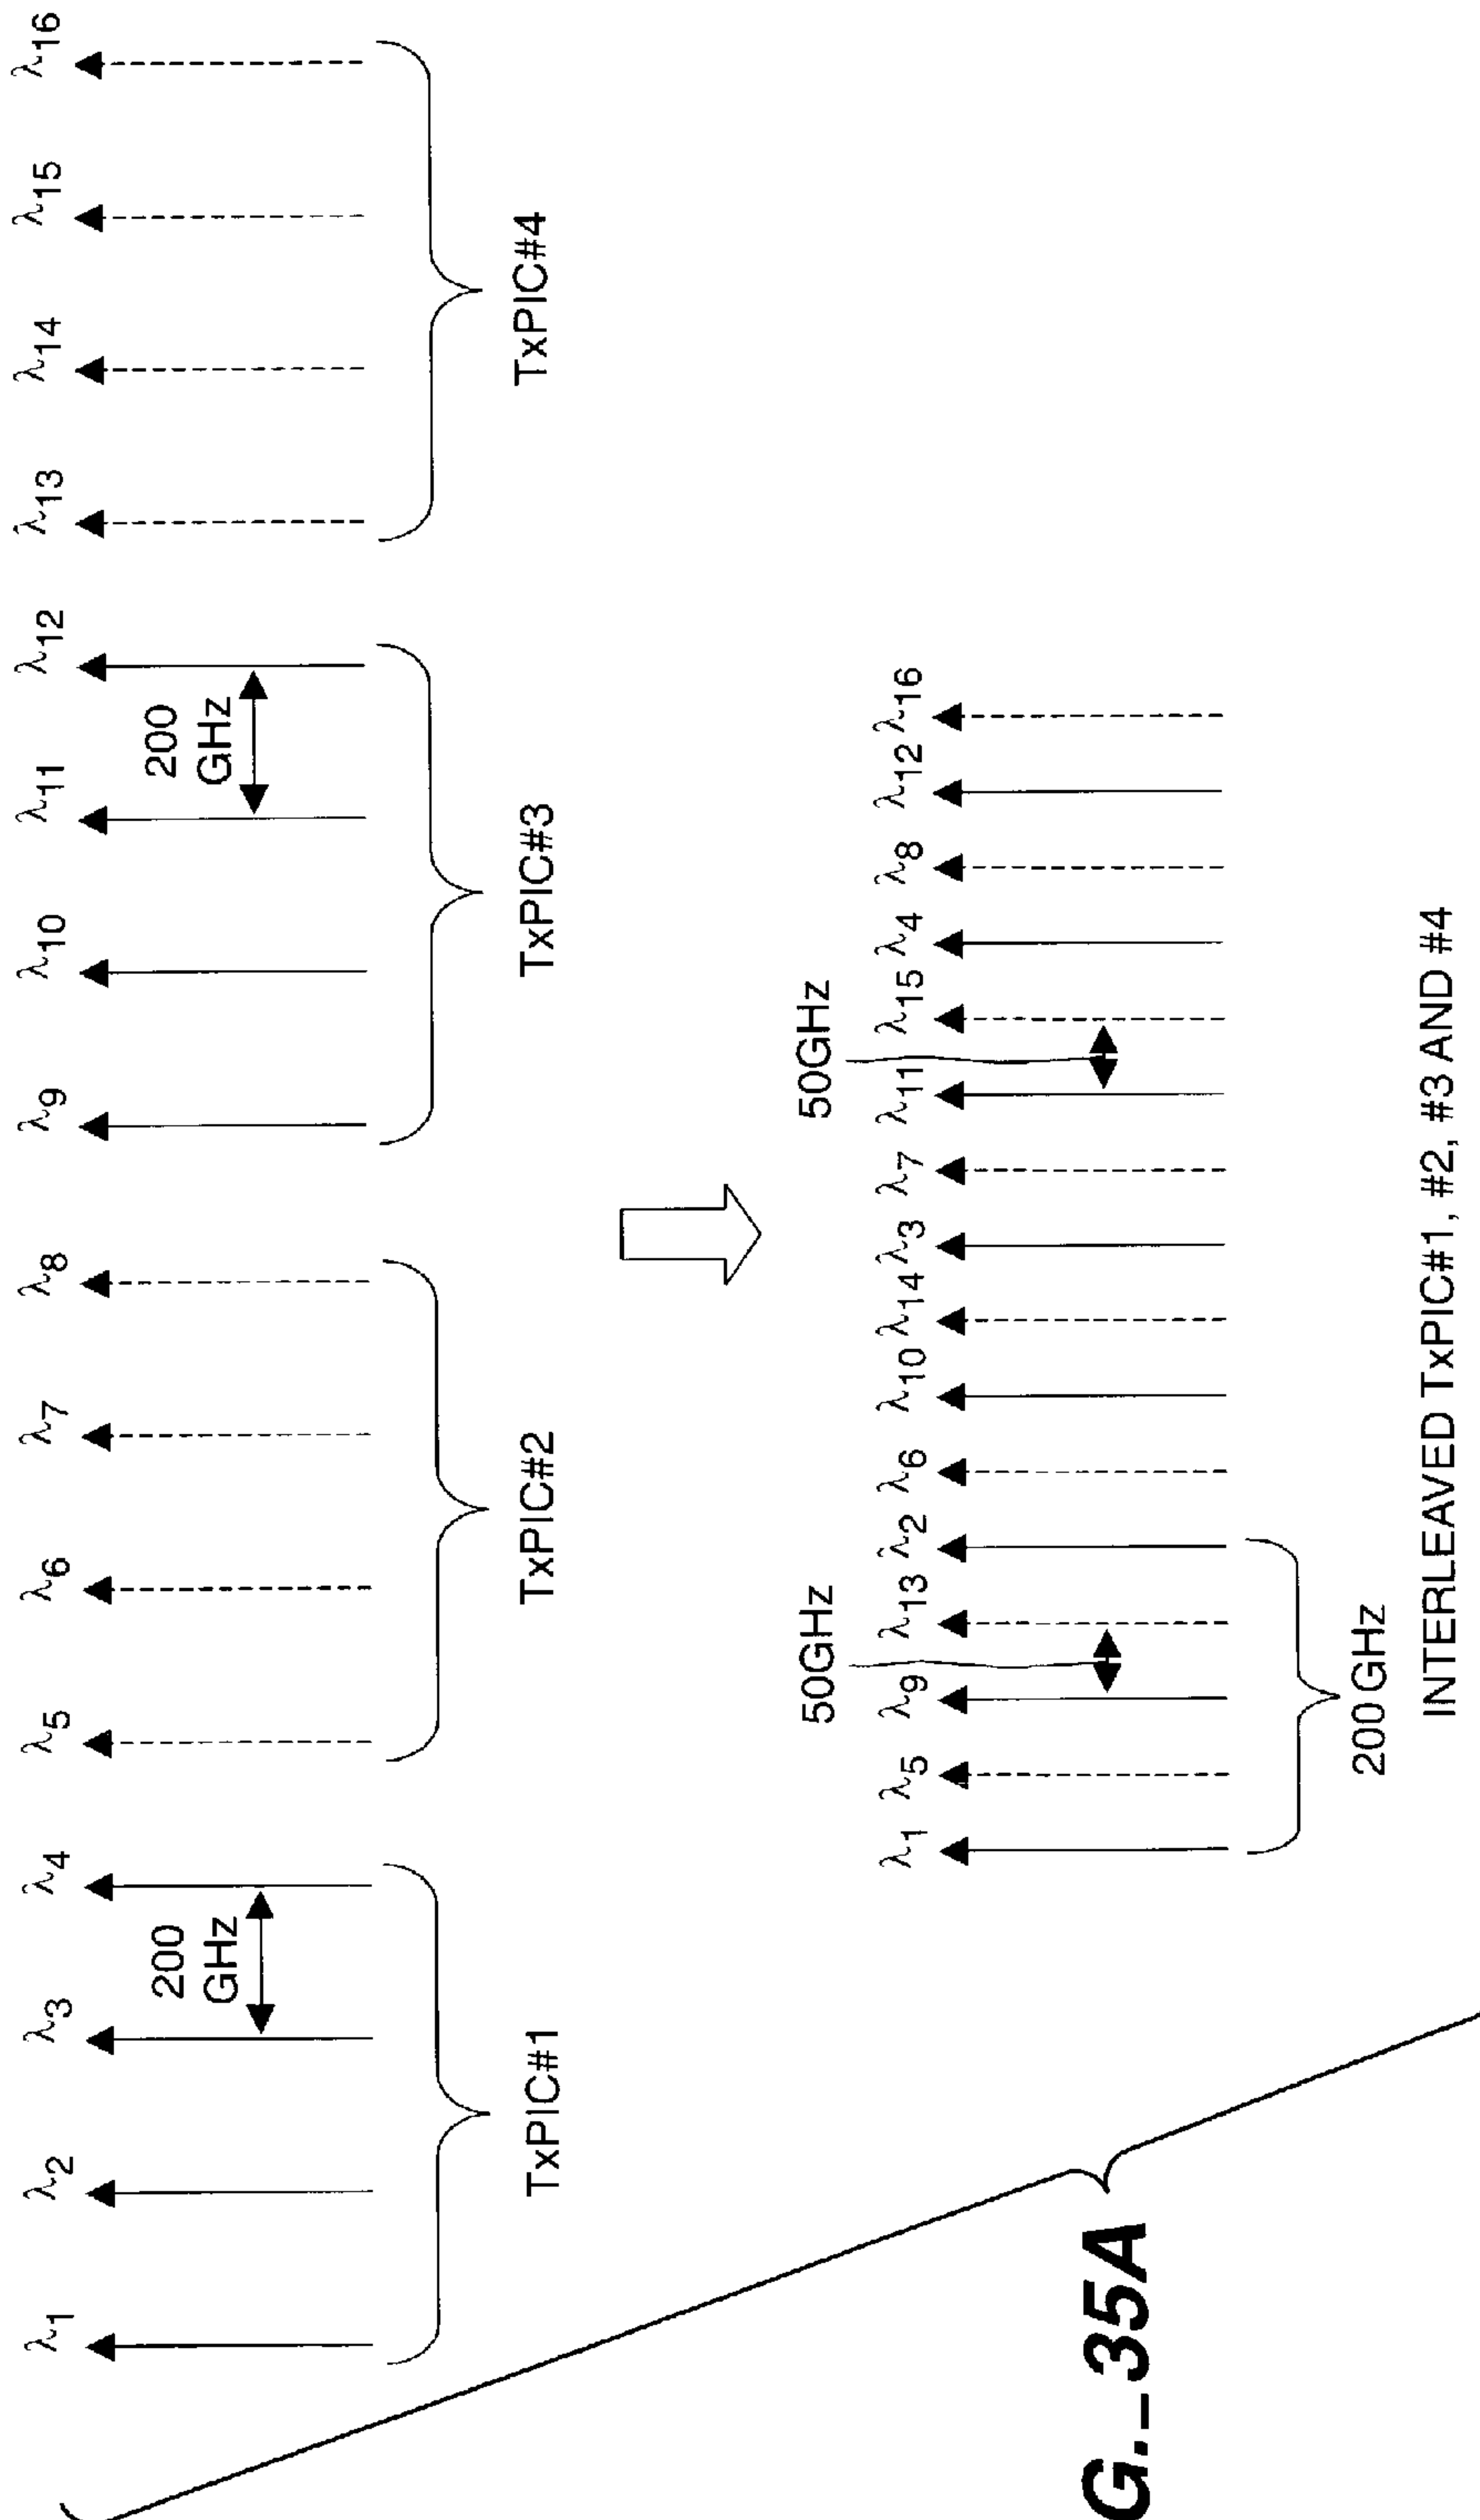 λ1 λ2 λ3 λ4 λ5 λ6 λ7 λ8 λ9 λ10 λ11 λ12 λ13 λ14 λ15 λ16
200
GHz
200
GHz
TxPIC#1 TxPIC#2 TxPIC#3 TxPIC#4
50GHz 50GHz
λ1 λ5 λ9 λ13 λ2 λ6 λ10 λ14 λ3 λ7 λ11 λ15 λ4 λ8 λ12 λ16
200 GHz
INTERLEAVED TxPIC#1, #2, #3 AND #4
G.-35A